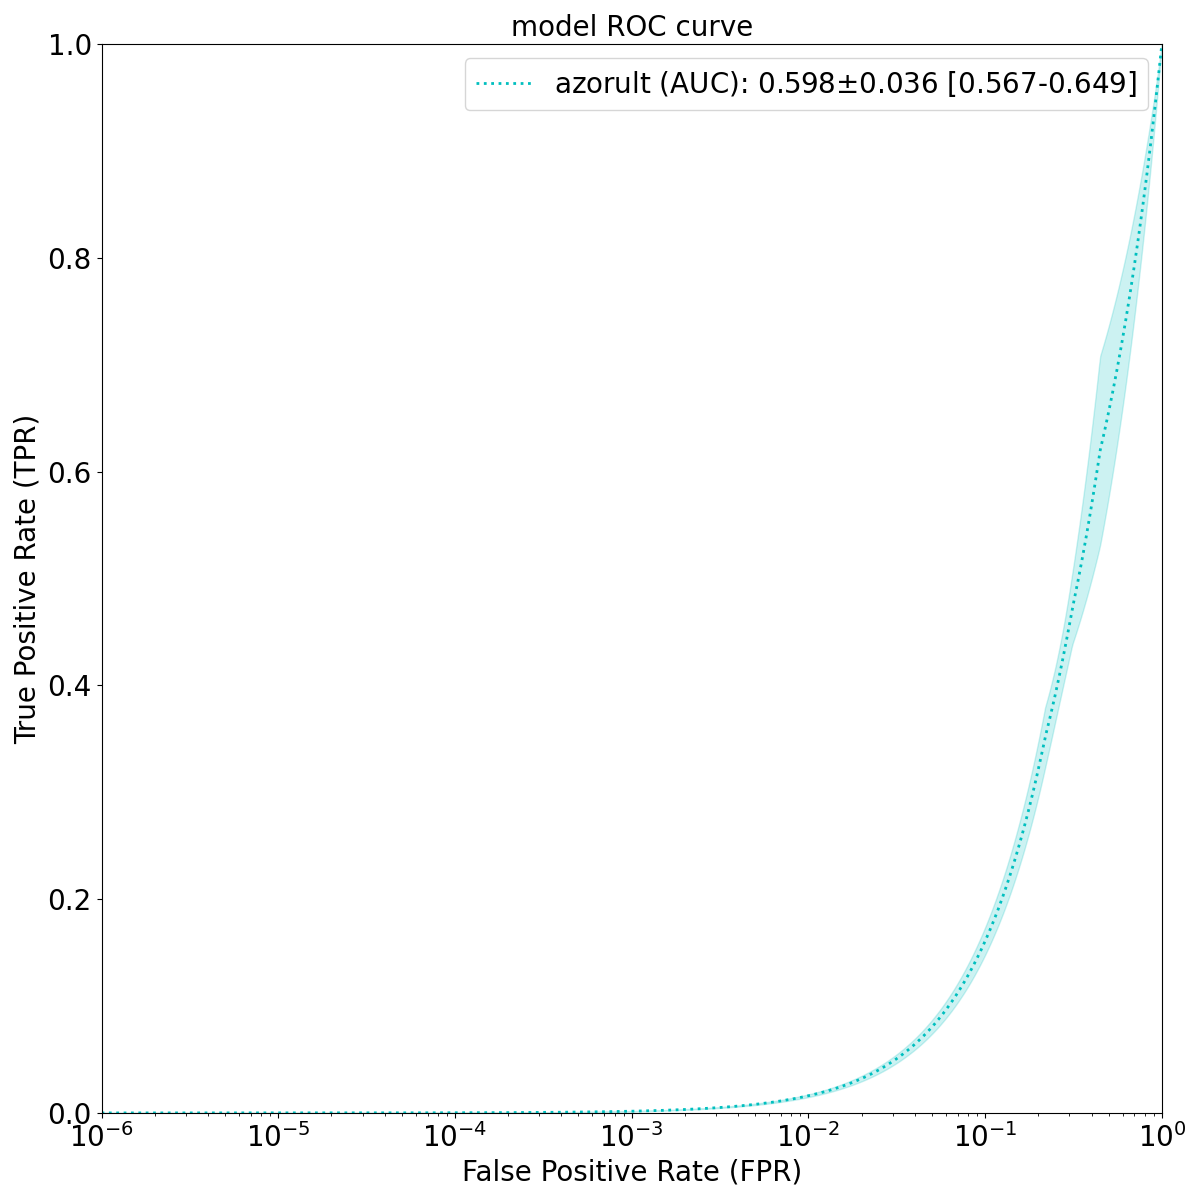 model ROC curve
azorult (AUC): 0.598±0.036 [0.567-0.649]
1.0
0.8
0.6
0.4
0.2
0.0
True Positive Rate (TPR)
10⁻⁶ 10⁻⁵ 10⁻⁴ 10⁻³ 10⁻² 10⁻¹ 10⁰
False Positive Rate (FPR)